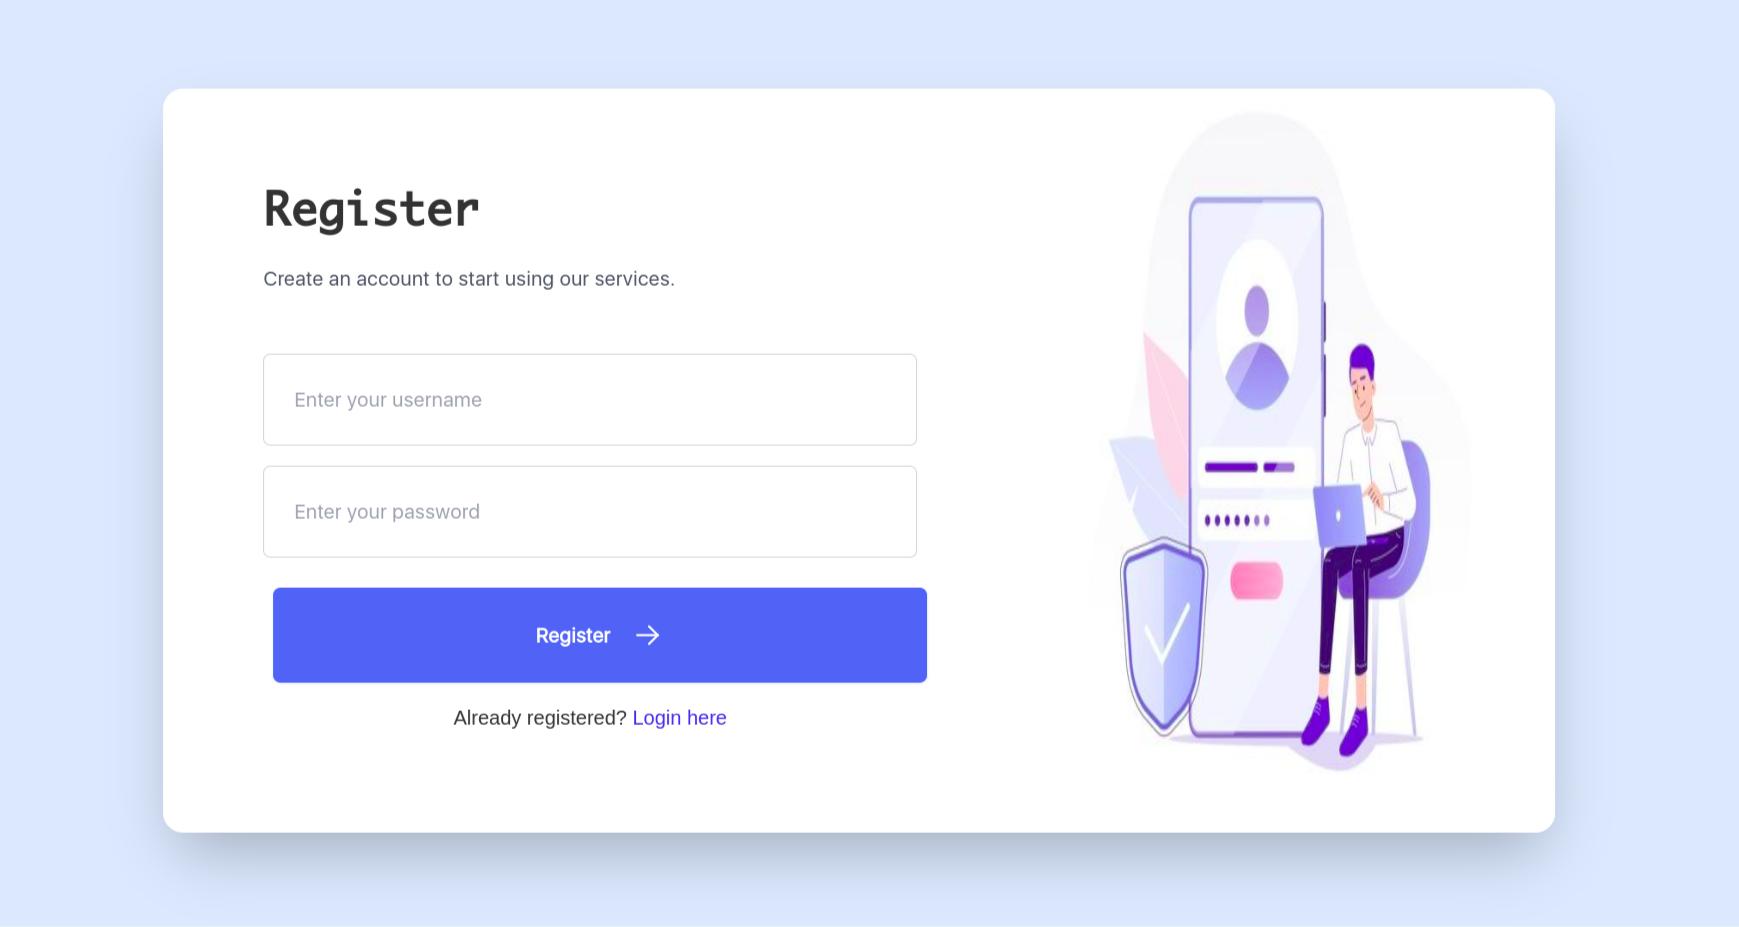 Register
Create an account to start using our services.
Enter your username
Enter your password
Register
Already registered? Login here